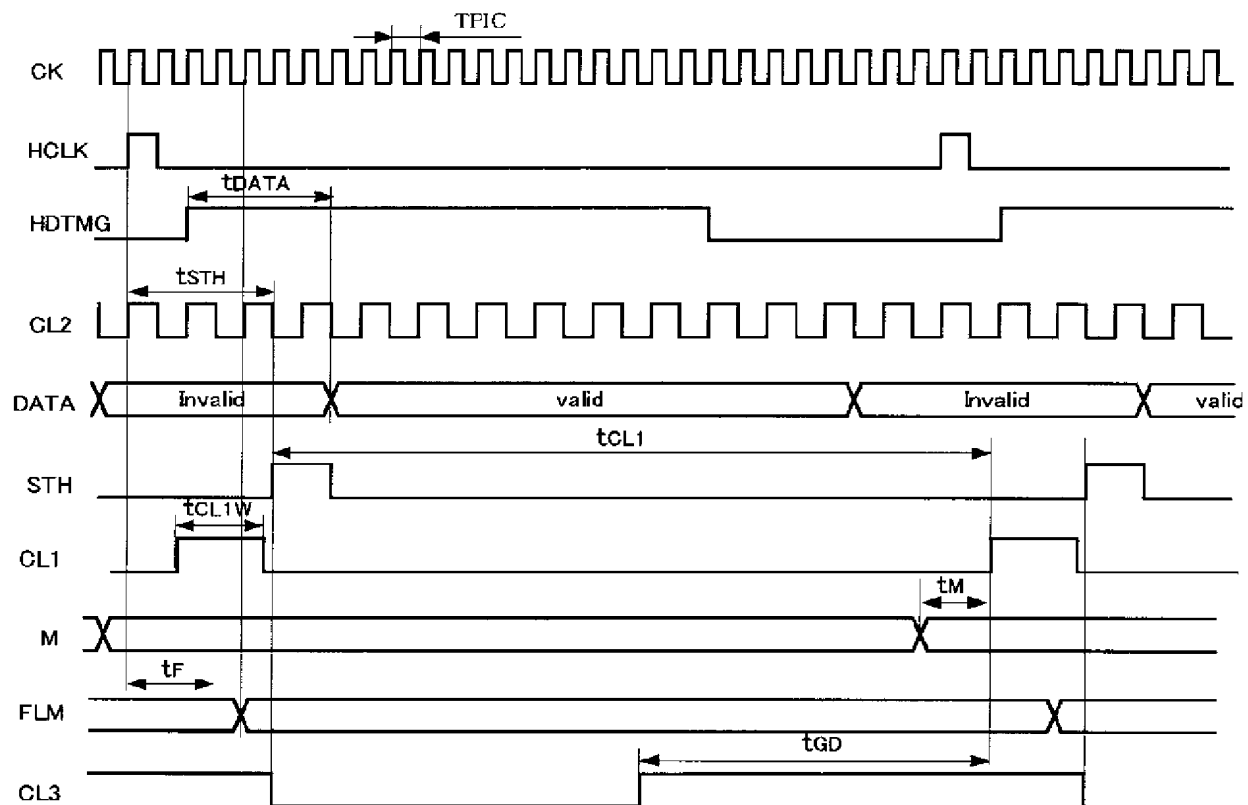 TPIC
CK
HCLK
tDATA
HDTMG
tSTH
CL2
DATA Invalid valid Invalid valid
tCL1
STH
tCL1W
CL1
tM
M
tF
FLM
tGD
CL3